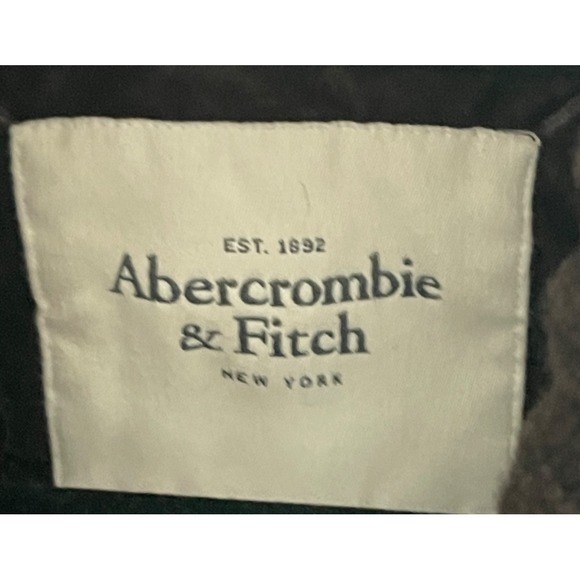 EST. 1892
Abercrombie
& Fitch
NEW YORK